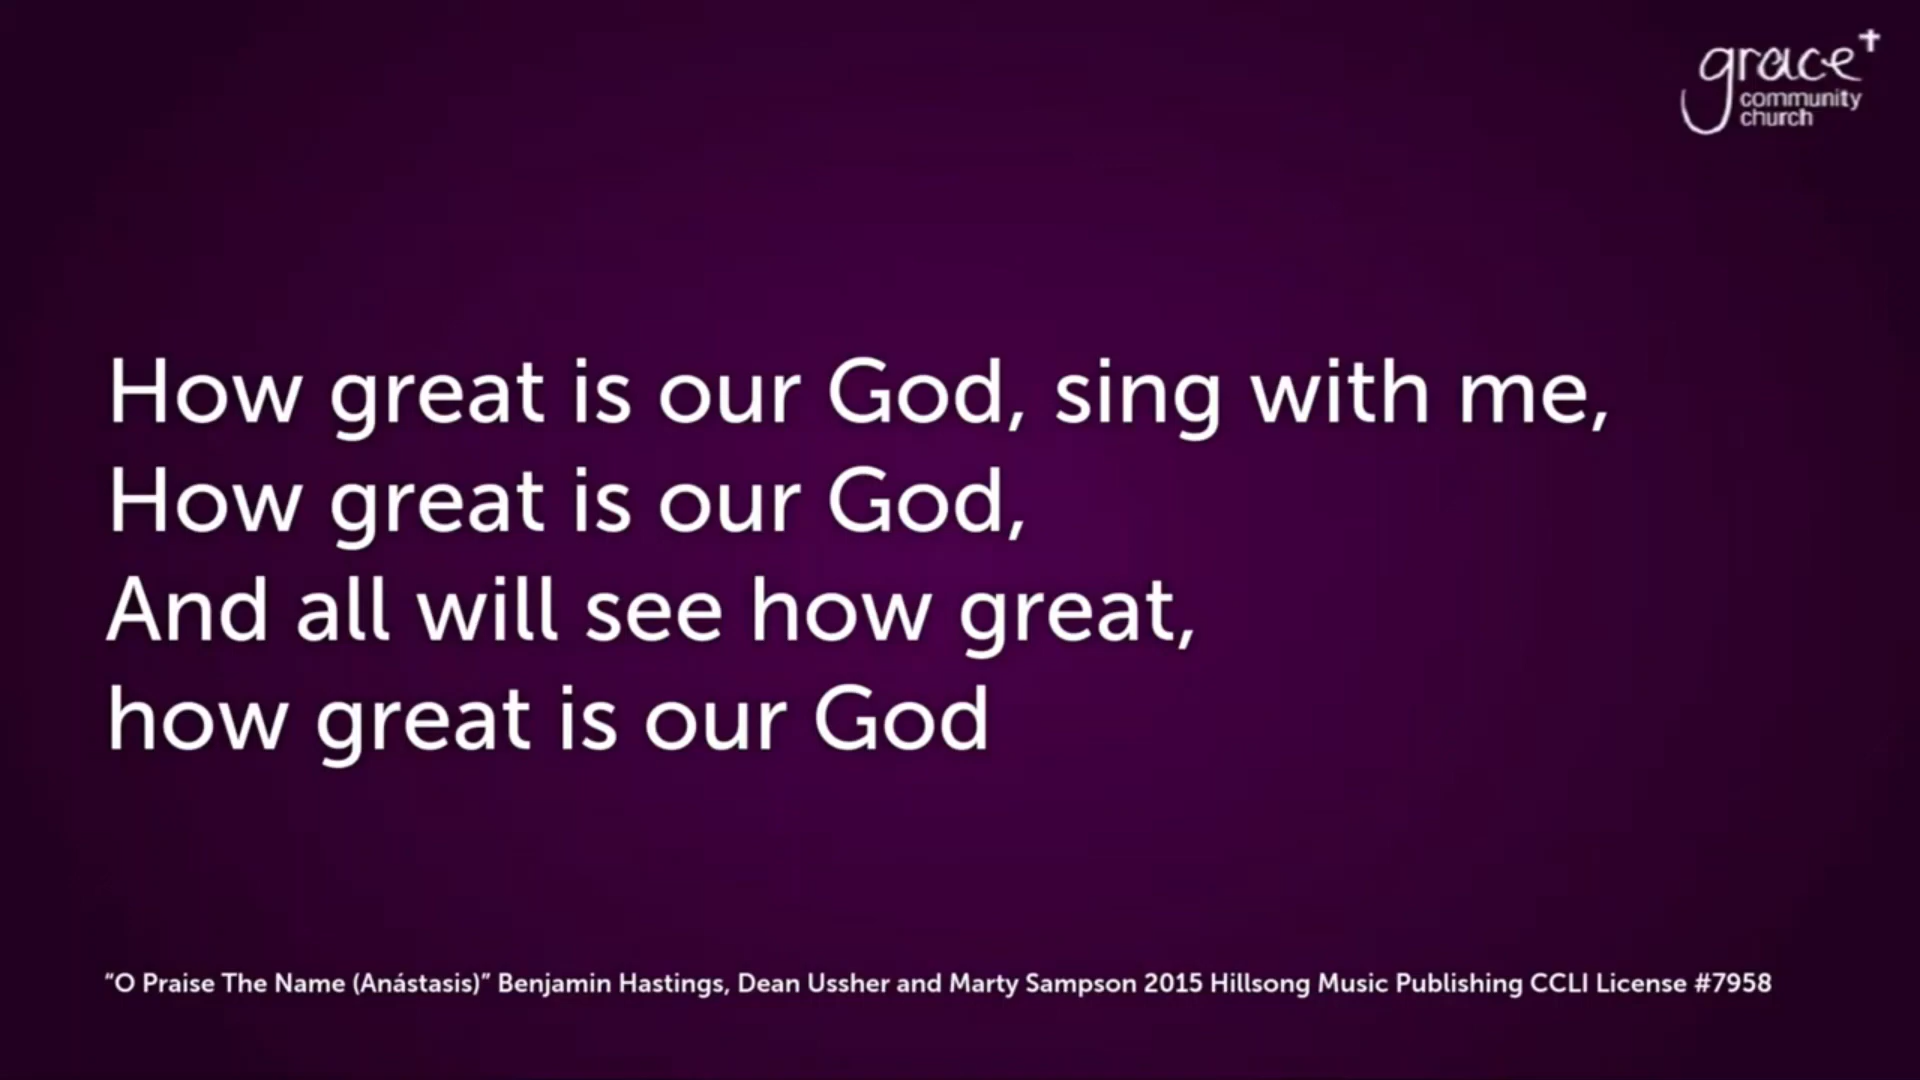 grace
community
church
How great is our God, sing with me,
How great is our God,
And all will see how great,
how great is our God
“O Praise The Name (Anástasis)” Benjamin Hastings, Dean Ussher and Marty Sampson 2015 Hillsong Music Publishing CCLI License #7958